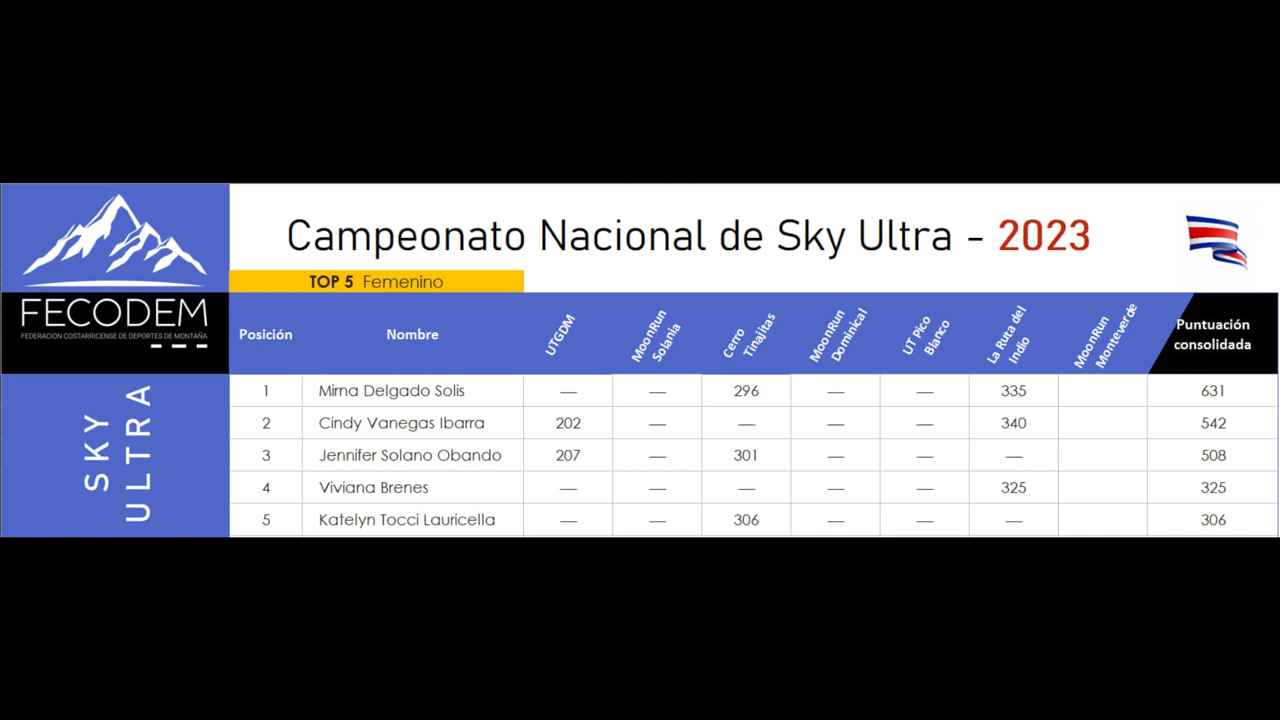 Campeonato Nacional de Sky Ultra - 2023
TOP 5 Femenino
FECODEM
FEDERACION COSTARRICENSE DE DEPORTES DE MONTAÑA
SKY
ULTRA
Posición Nombre UTGDM MoonRun Solania Cerro Tinajitas MoonRun Dominical UT Pico Blanco La Ruta del Indio MoonRun Monteverde Puntuación consolidada
1 Mirna Delgado Solis — — 296 — — 335 631
2 Cindy Vanegas Ibarra 202 — — — — 340 542
3 Jennifer Solano Obando 207 — 301 — — — 508
4 Viviana Brenes — — — — — 325 325
5 Katelyn Tocci Lauricella — — 306 — — — 306